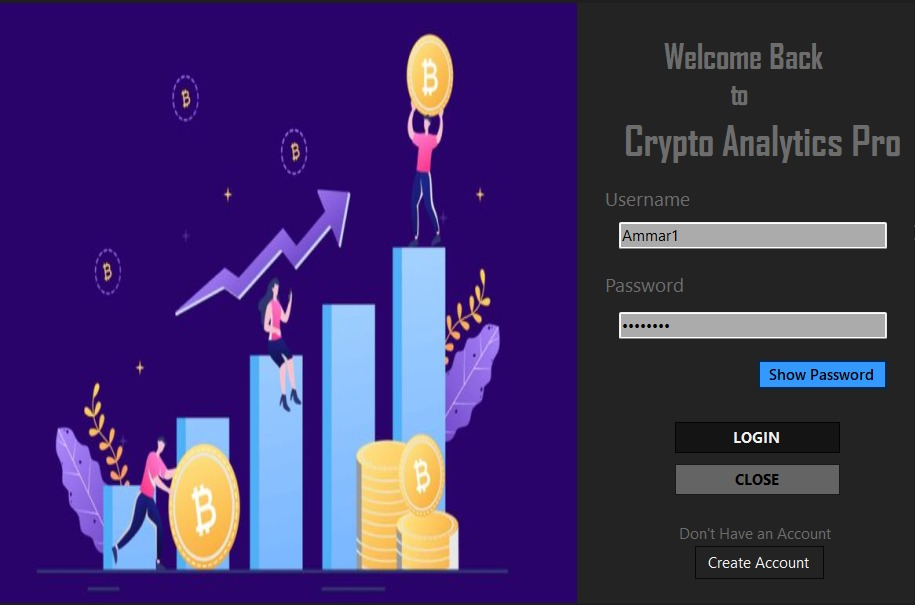 Welcome Back
to
Crypto Analytics Pro
Username
Ammar1
Password
••••••••
Show Password
LOGIN
CLOSE
Don't Have an Account
Create Account